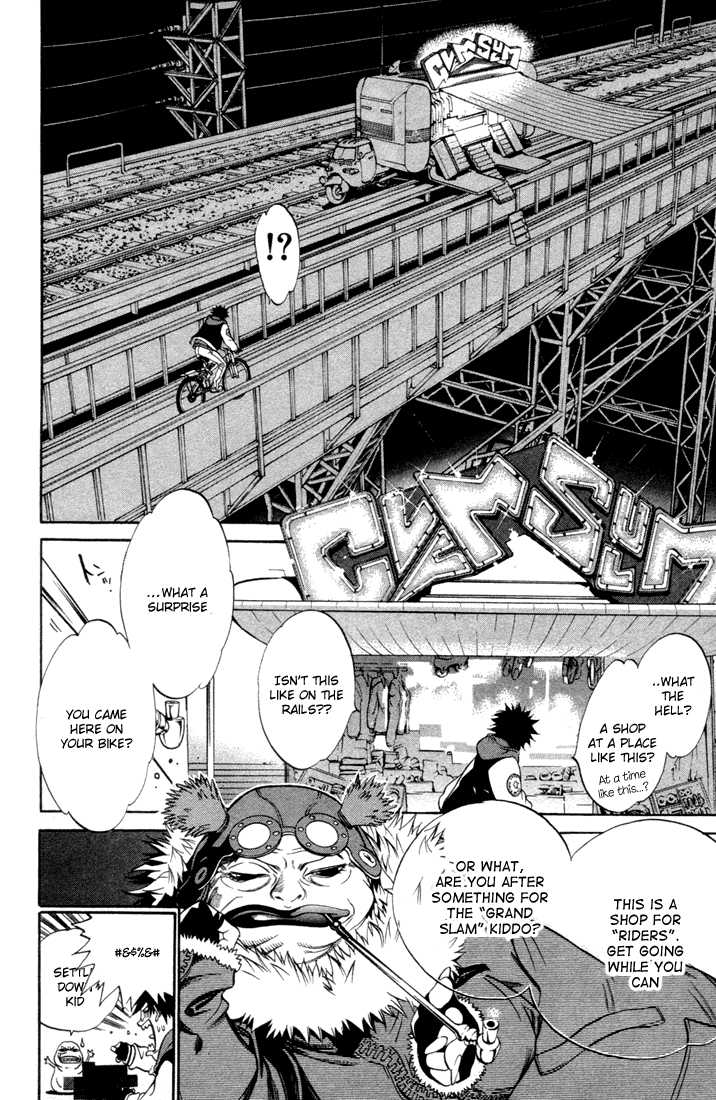 !?
..WHAT
THE
HELL?
A SHOP
AT A PLACE
LIKE THIS?
At a time
like this...?
ISN'T THIS
LIKE ON THE
RAILS??
...WHAT A
SURPRISE
YOU CAME
HERE ON
YOUR BIKE?
THIS IS A
SHOP FOR
"RIDERS".
GET GOING
WHILE YOU
CAN
OR WHAT,
ARE YOU AFTER
SOMETHING FOR
THE "GRAND
SLAM" KIDDO?
#&$%&#
SETTL
DOW
KID